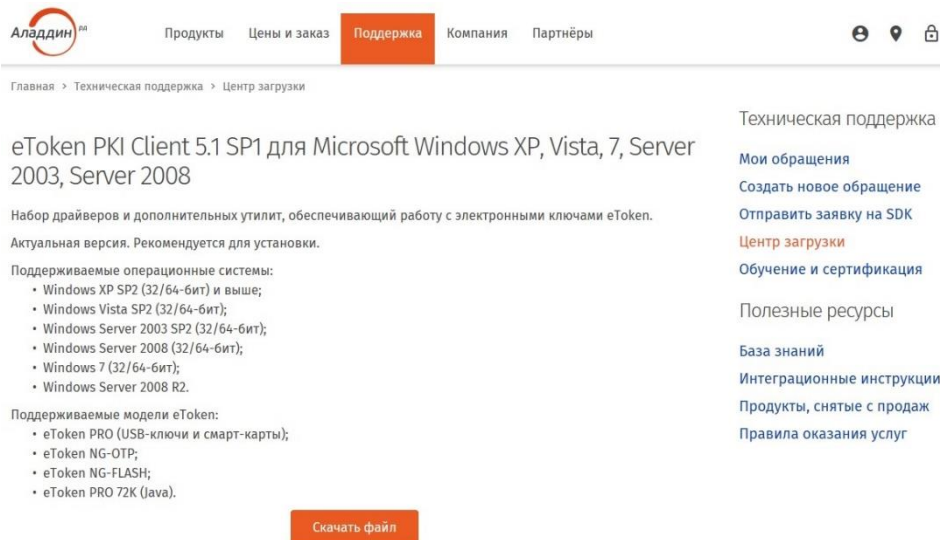 Аладдин РД
Продукты Цены и заказ Поддержка Компания Партнёры
Главная > Техническая поддержка > Центр загрузки
eToken PKI Client 5.1 SP1 для Microsoft Windows XP, Vista, 7, Server
2003, Server 2008
Набор драйверов и дополнительных утилит, обеспечивающий работу с электронными ключами eToken.
Актуальная версия. Рекомендуется для установки.
Поддерживаемые операционные системы:
• Windows XP SP2 (32/64-бит) и выше;
• Windows Vista SP2 (32/64-бит);
• Windows Server 2003 SP2 (32/64-бит);
• Windows Server 2008 (32/64-бит);
• Windows 7 (32/64-бит);
• Windows Server 2008 R2.
Поддерживаемые модели eToken:
• eToken PRO (USB-ключи и смарт-карты);
• eToken NG-OTP;
• eToken NG-FLASH;
• eToken PRO 72K (Java).
Скачать файл
Техническая поддержка
Мои обращения
Создать новое обращение
Отправить заявку на SDK
Центр загрузки
Обучение и сертификация
Полезные ресурсы
База знаний
Интеграционные инструкции
Продукты, снятые с продаж
Правила оказания услуг